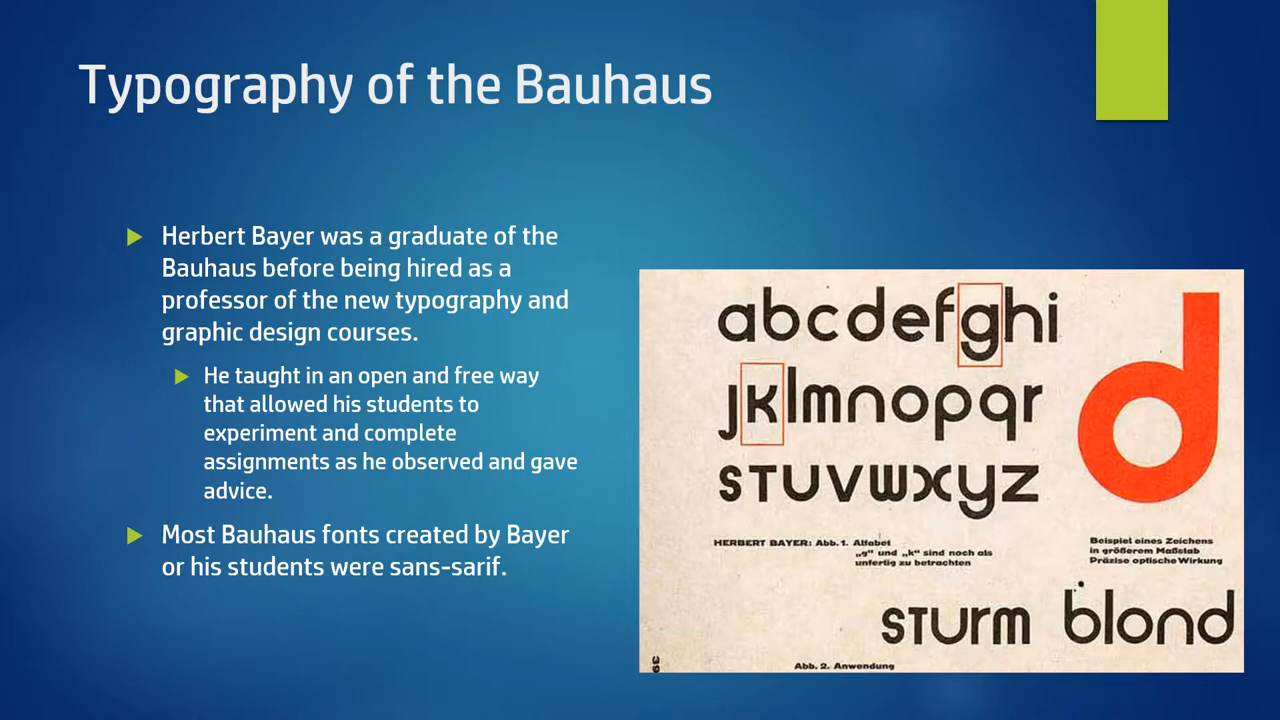 Typography of the Bauhaus
Herbert Bayer was a graduate of the
Bauhaus before being hired as a
professor of the new typography and
graphic design courses.
He taught in an open and free way
that allowed his students to
experiment and complete
assignments as he observed and gave
advice.
Most Bauhaus fonts created by Bayer
or his students were sans-sarif.
abcdefghi
jklmnopqr
stuvwxyz
d
HERBERT BAYER: Abb. 1. Alfabet
„g“ und „k“ sind noch als
unfertig zu betrachten
Beispiel eines Zeichens
in größerem Maßstab
Präzise optische Wirkung
sturm blond
Abb. 2. Anwendung
39